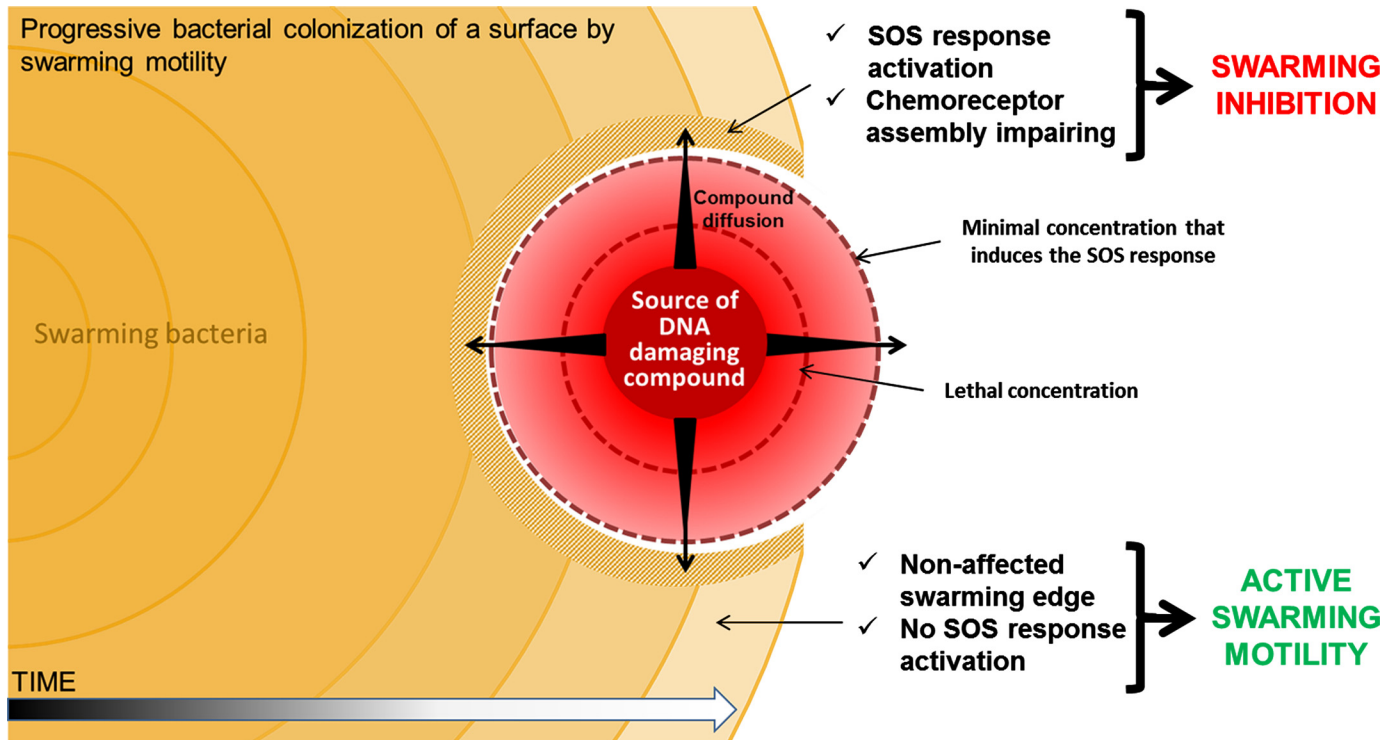 Progressive bacterial colonization of a surface by
swarming motility
✓ SOS response
activation
✓ Chemoreceptor
assembly impairing
SWARMING
INHIBITION
Compound
diffusion
Minimal concentration that
induces the SOS response
Source of
DNA
damaging
compound
Swarming bacteria
Lethal concentration
✓ Non-affected
swarming edge
✓ No SOS response
activation
ACTIVE
SWARMING
MOTILITY
TIME